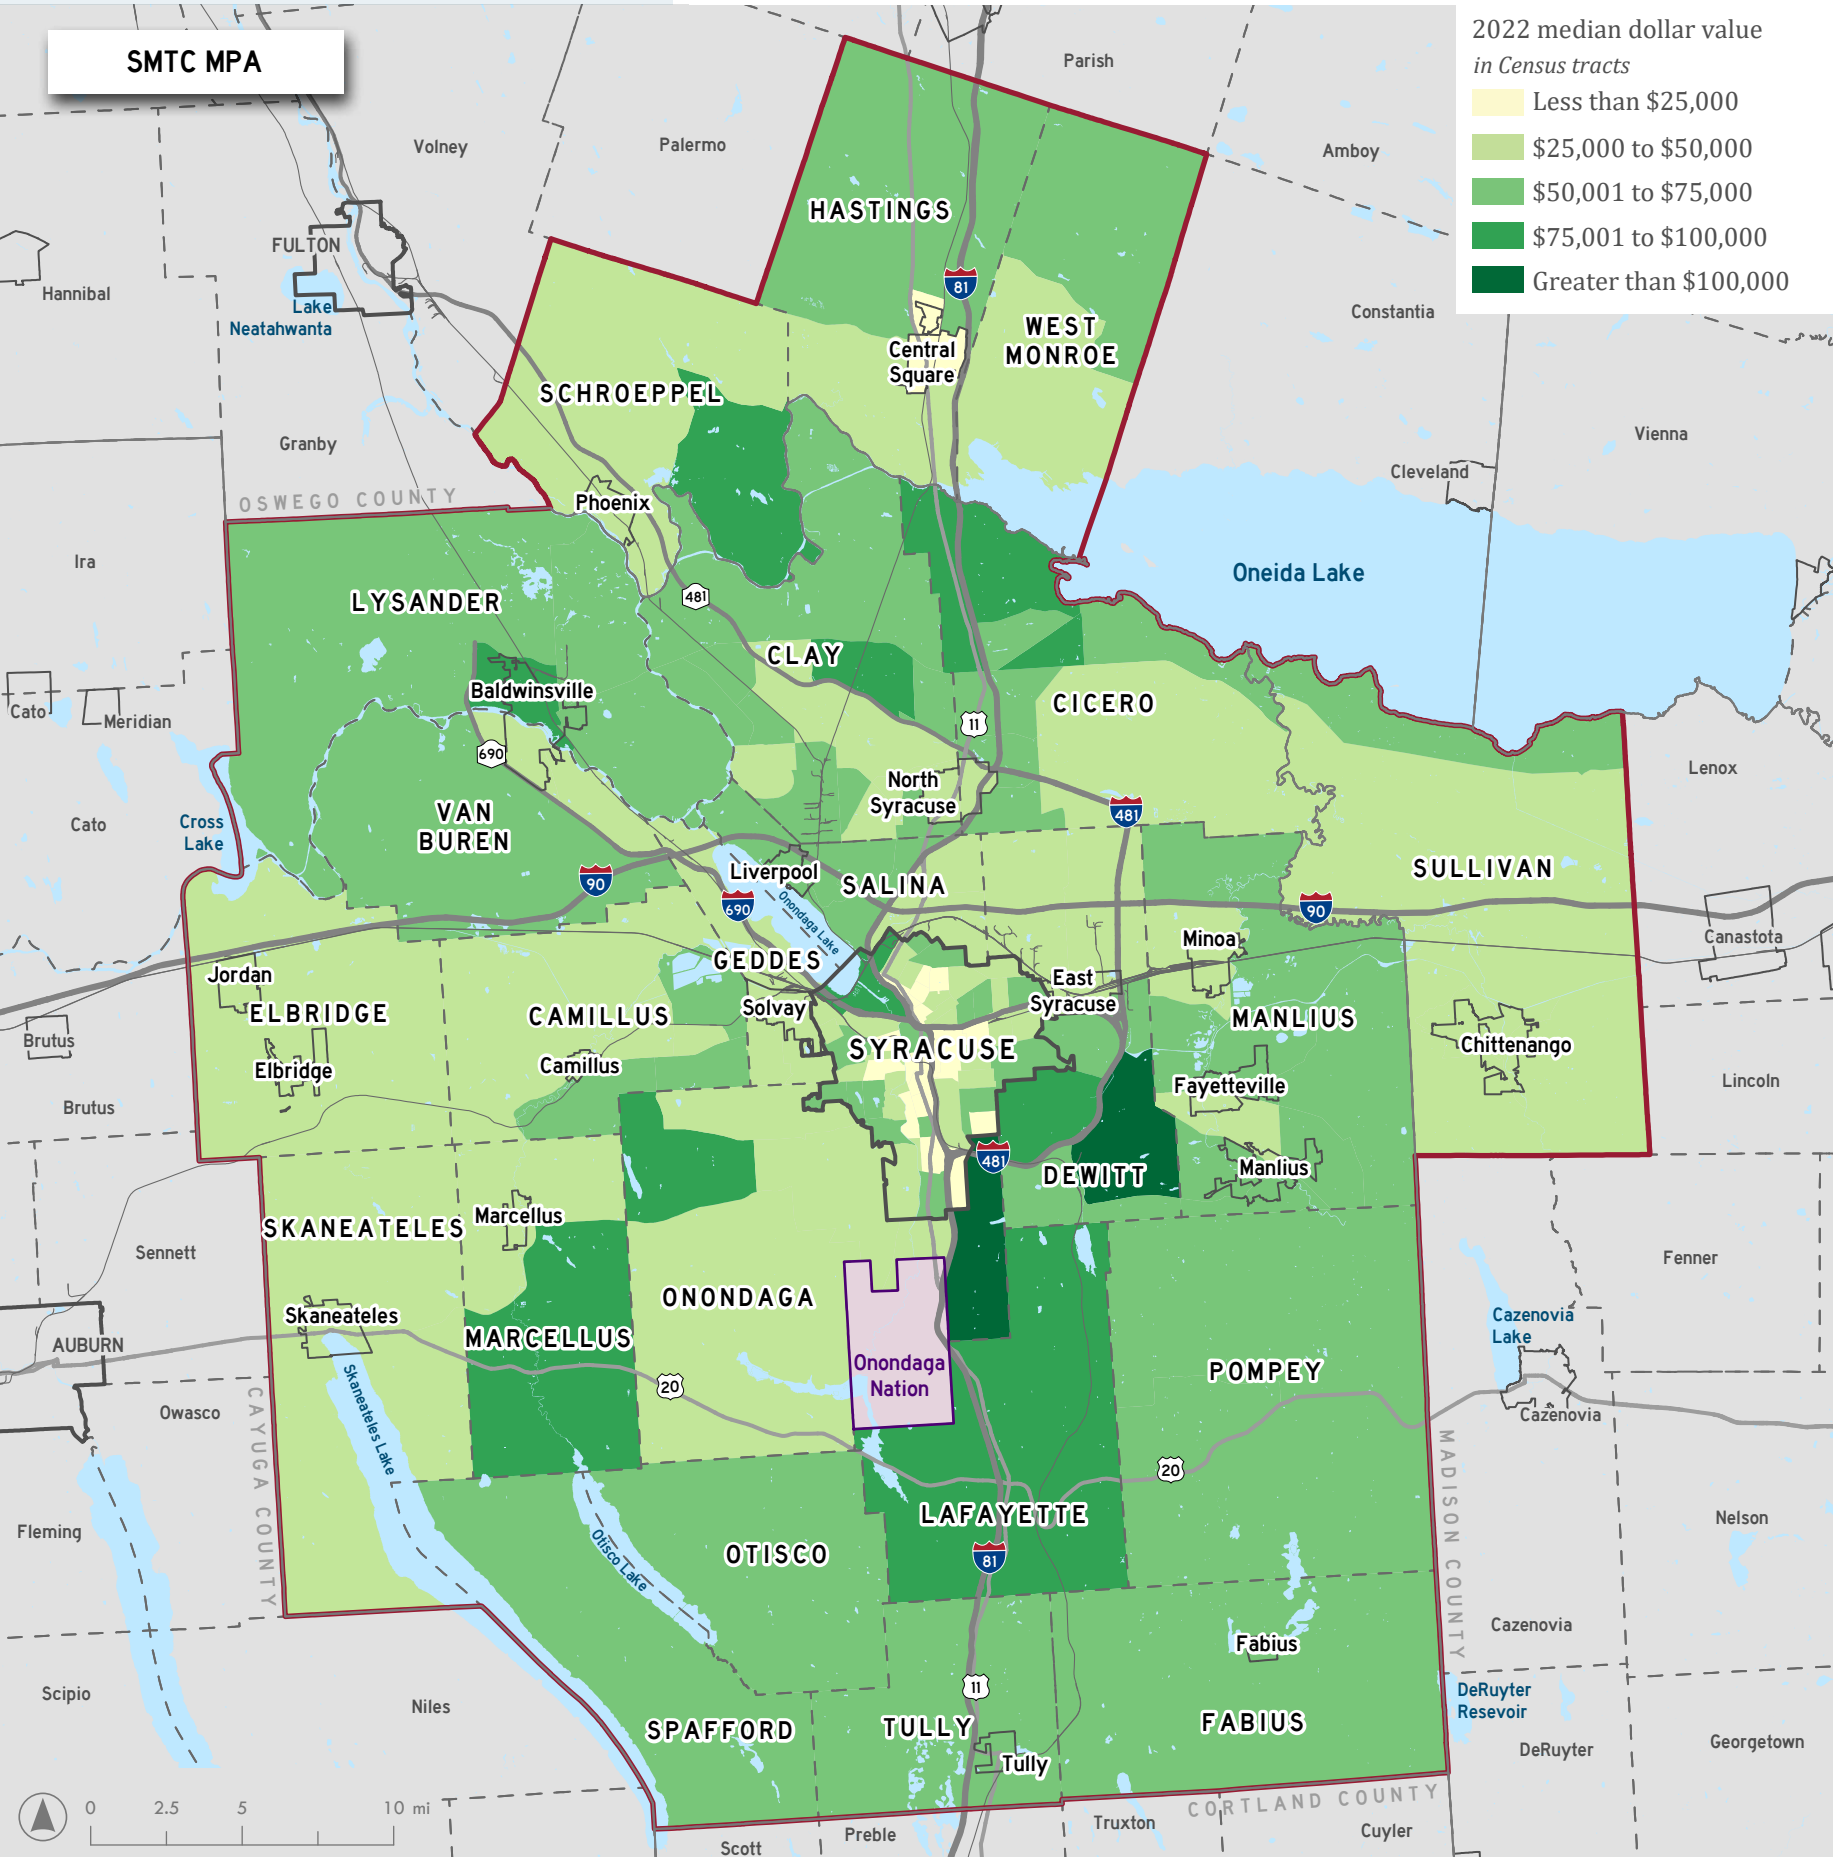 SMTC MPA
2022 median dollar value
in Census tracts
Less than $25,000
$25,000 to $50,000
$50,001 to $75,000
$75,001 to $100,000
Greater than $100,000
Parish
Volney
Palermo
Amboy
HASTINGS
FULTON
Hannibal
Lake
Neatahwanta
81
Constantia
WEST
MONROE
Central
Square
SCHROEPPEL
Granby
Vienna
Cleveland
OSWEGO COUNTY
Phoenix
Ira
Oneida Lake
LYSANDER
481
CLAY
Baldwinsville
CICERO
Cato
Meridian
11
690
Lenox
North
Syracuse
VAN
BUREN
Cato
Cross
Lake
481
Liverpool
SULLIVAN
90
SALINA
690
Onondaga Lake
90
Minoa
Canastota
GEDDES
Jordan
East
Syracuse
Solvay
ELBRIDGE
CAMILLUS
MANLIUS
Brutus
SYRACUSE
Chittenango
Elbridge
Camillus
Fayetteville
Lincoln
Brutus
481
DEWITT
Manlius
Marcellus
SKANEATELES
Sennett
Fenner
ONONDAGA
Skaneateles
Cazenovia
Lake
AUBURN
MARCELLUS
Onondaga
Nation
POMPEY
20
Skaneateles Lake
Owasco
Cazenovia
CAYUGA COUNTY
MADISON COUNTY
20
LAFAYETTE
Nelson
Fleming
OTISCO
81
Otisco Lake
Cazenovia
Fabius
Scipio
Niles
11
DeRuyter
Resevoir
SPAFFORD
TULLY
FABIUS
Georgetown
DeRuyter
Tully
0 2.5 5 10 mi
CORTLAND COUNTY
Truxton
Cuyler
Preble
Scott